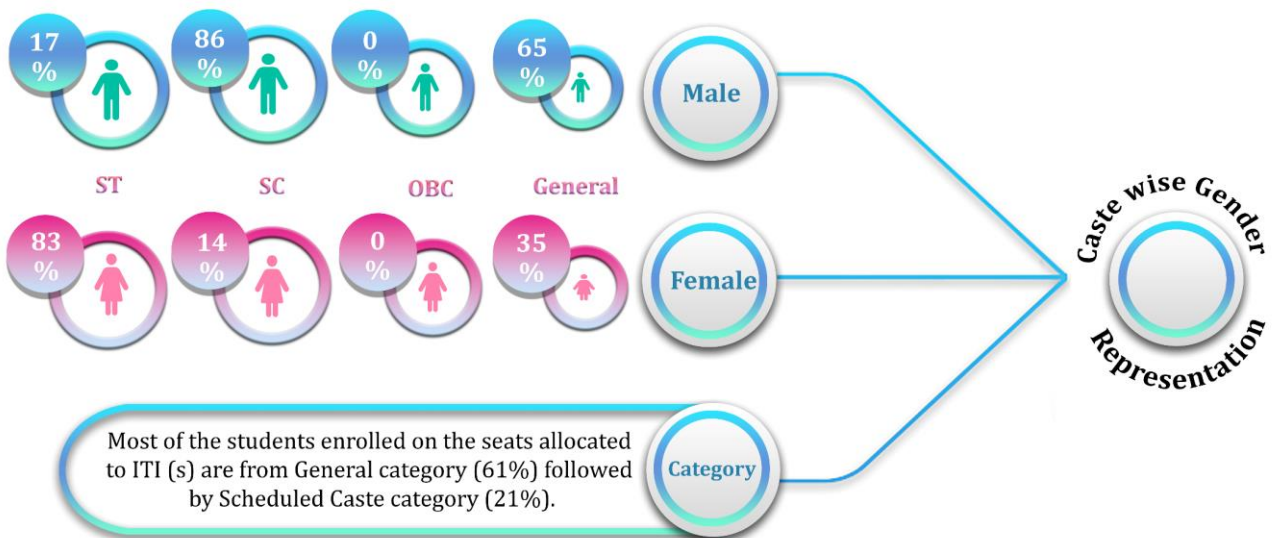 17
%
86
%
0
%
65
%
Male
ST
SC
OBC
General
83
%
14
%
0
%
35
%
Female
Caste wise Gender
Representation
Most of the students enrolled on the seats allocated
to ITI (s) are from General category (61%) followed
by Scheduled Caste category (21%).
Category